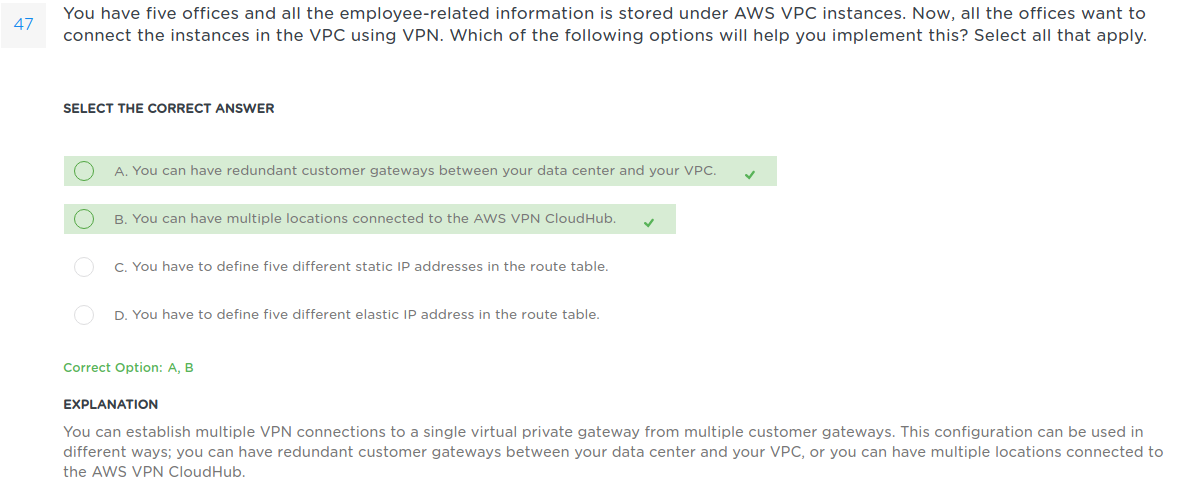 47
You have five offices and all the employee-related information is stored under AWS VPC instances. Now, all the offices want to
connect the instances in the VPC using VPN. Which of the following options will help you implement this? Select all that apply.
SELECT THE CORRECT ANSWER
A. You can have redundant customer gateways between your data center and your VPC.
B. You can have multiple locations connected to the AWS VPN CloudHub.
C. You have to define five different static IP addresses in the route table.
D. You have to define five different elastic IP address in the route table.
Correct Option: A, B
EXPLANATION
You can establish multiple VPN connections to a single virtual private gateway from multiple customer gateways. This configuration can be used in
different ways; you can have redundant customer gateways between your data center and your VPC, or you can have multiple locations connected to
the AWS VPN CloudHub.